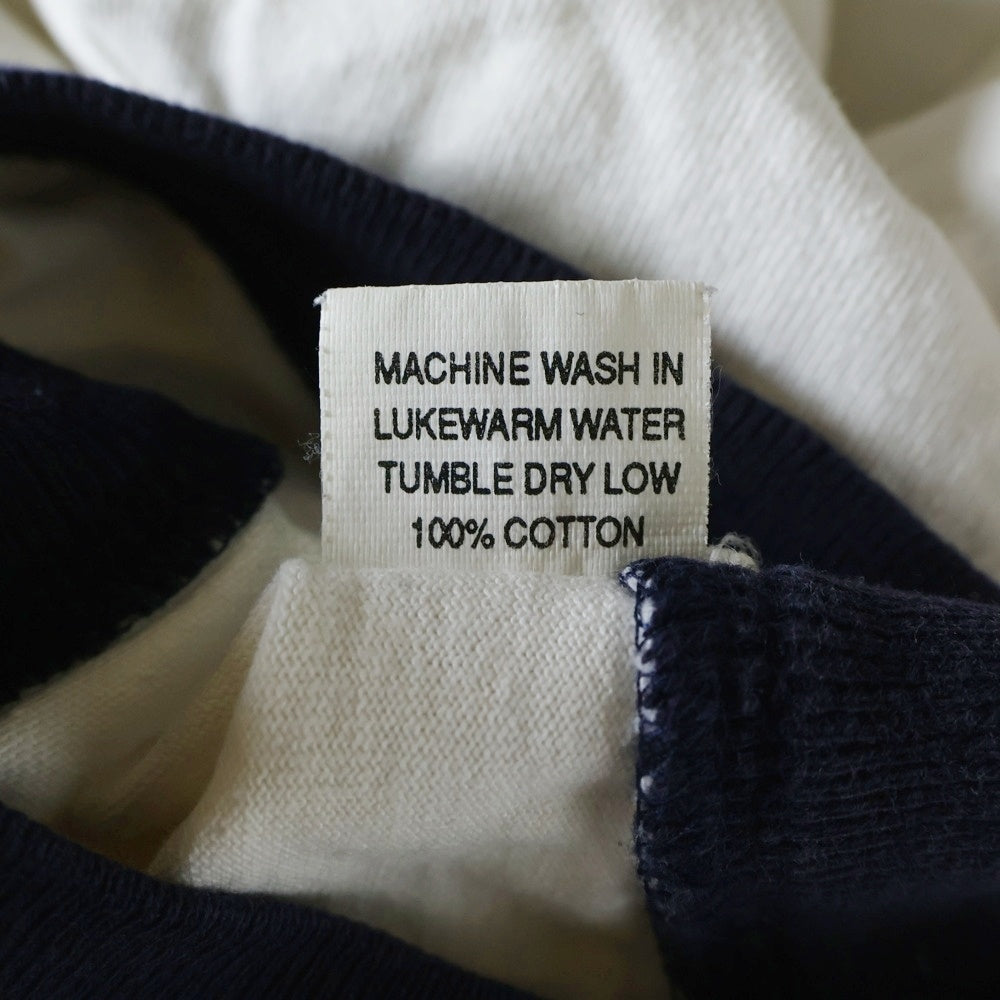 MACHINE WASH IN
LUKEWARM WATER
TUMBLE DRY LOW
100% COTTON